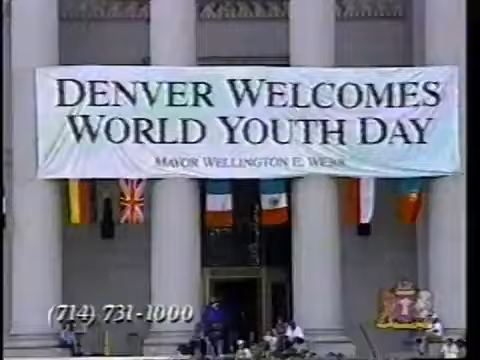 DENVER WELCOMES
WORLD YOUTH DAY
MAYOR WELLINGTON E. WEBB
(714) 731-1000